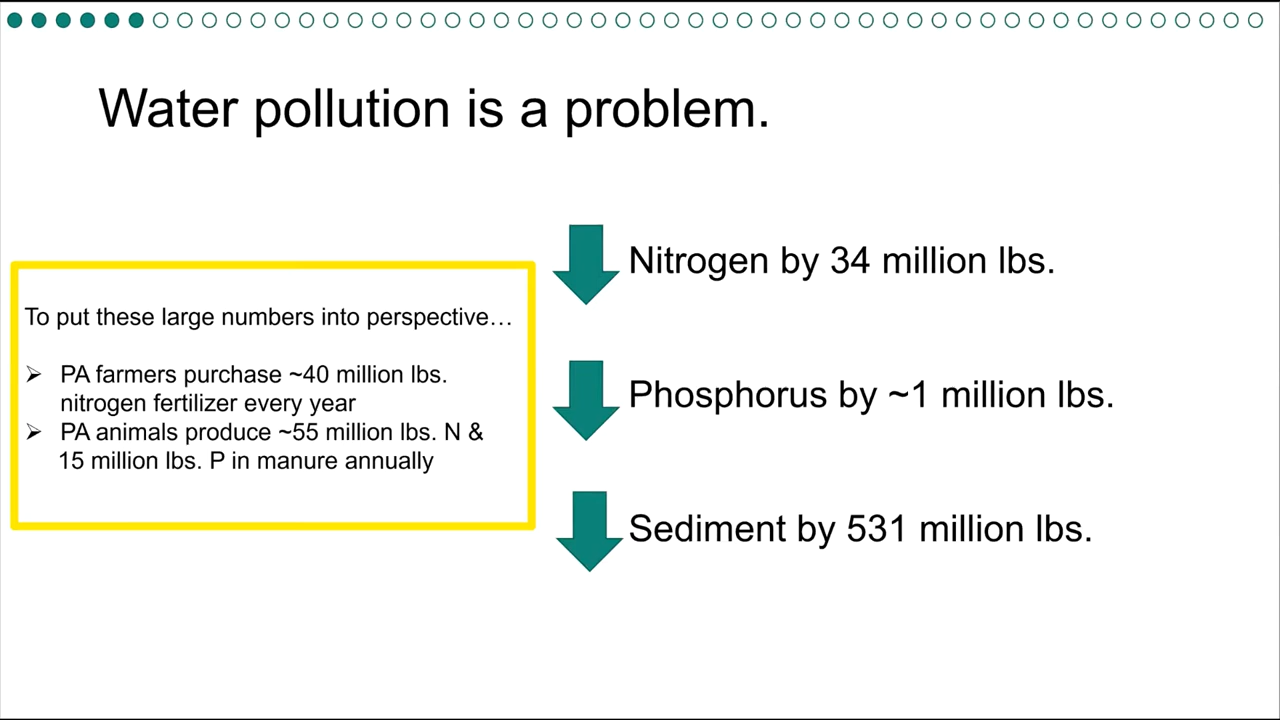 Water pollution is a problem.
To put these large numbers into perspective…
➢ PA farmers purchase ~40 million lbs.
nitrogen fertilizer every year
➢ PA animals produce ~55 million lbs. N &
15 million lbs. P in manure annually
Nitrogen by 34 million lbs.
Phosphorus by ~1 million lbs.
Sediment by 531 million lbs.